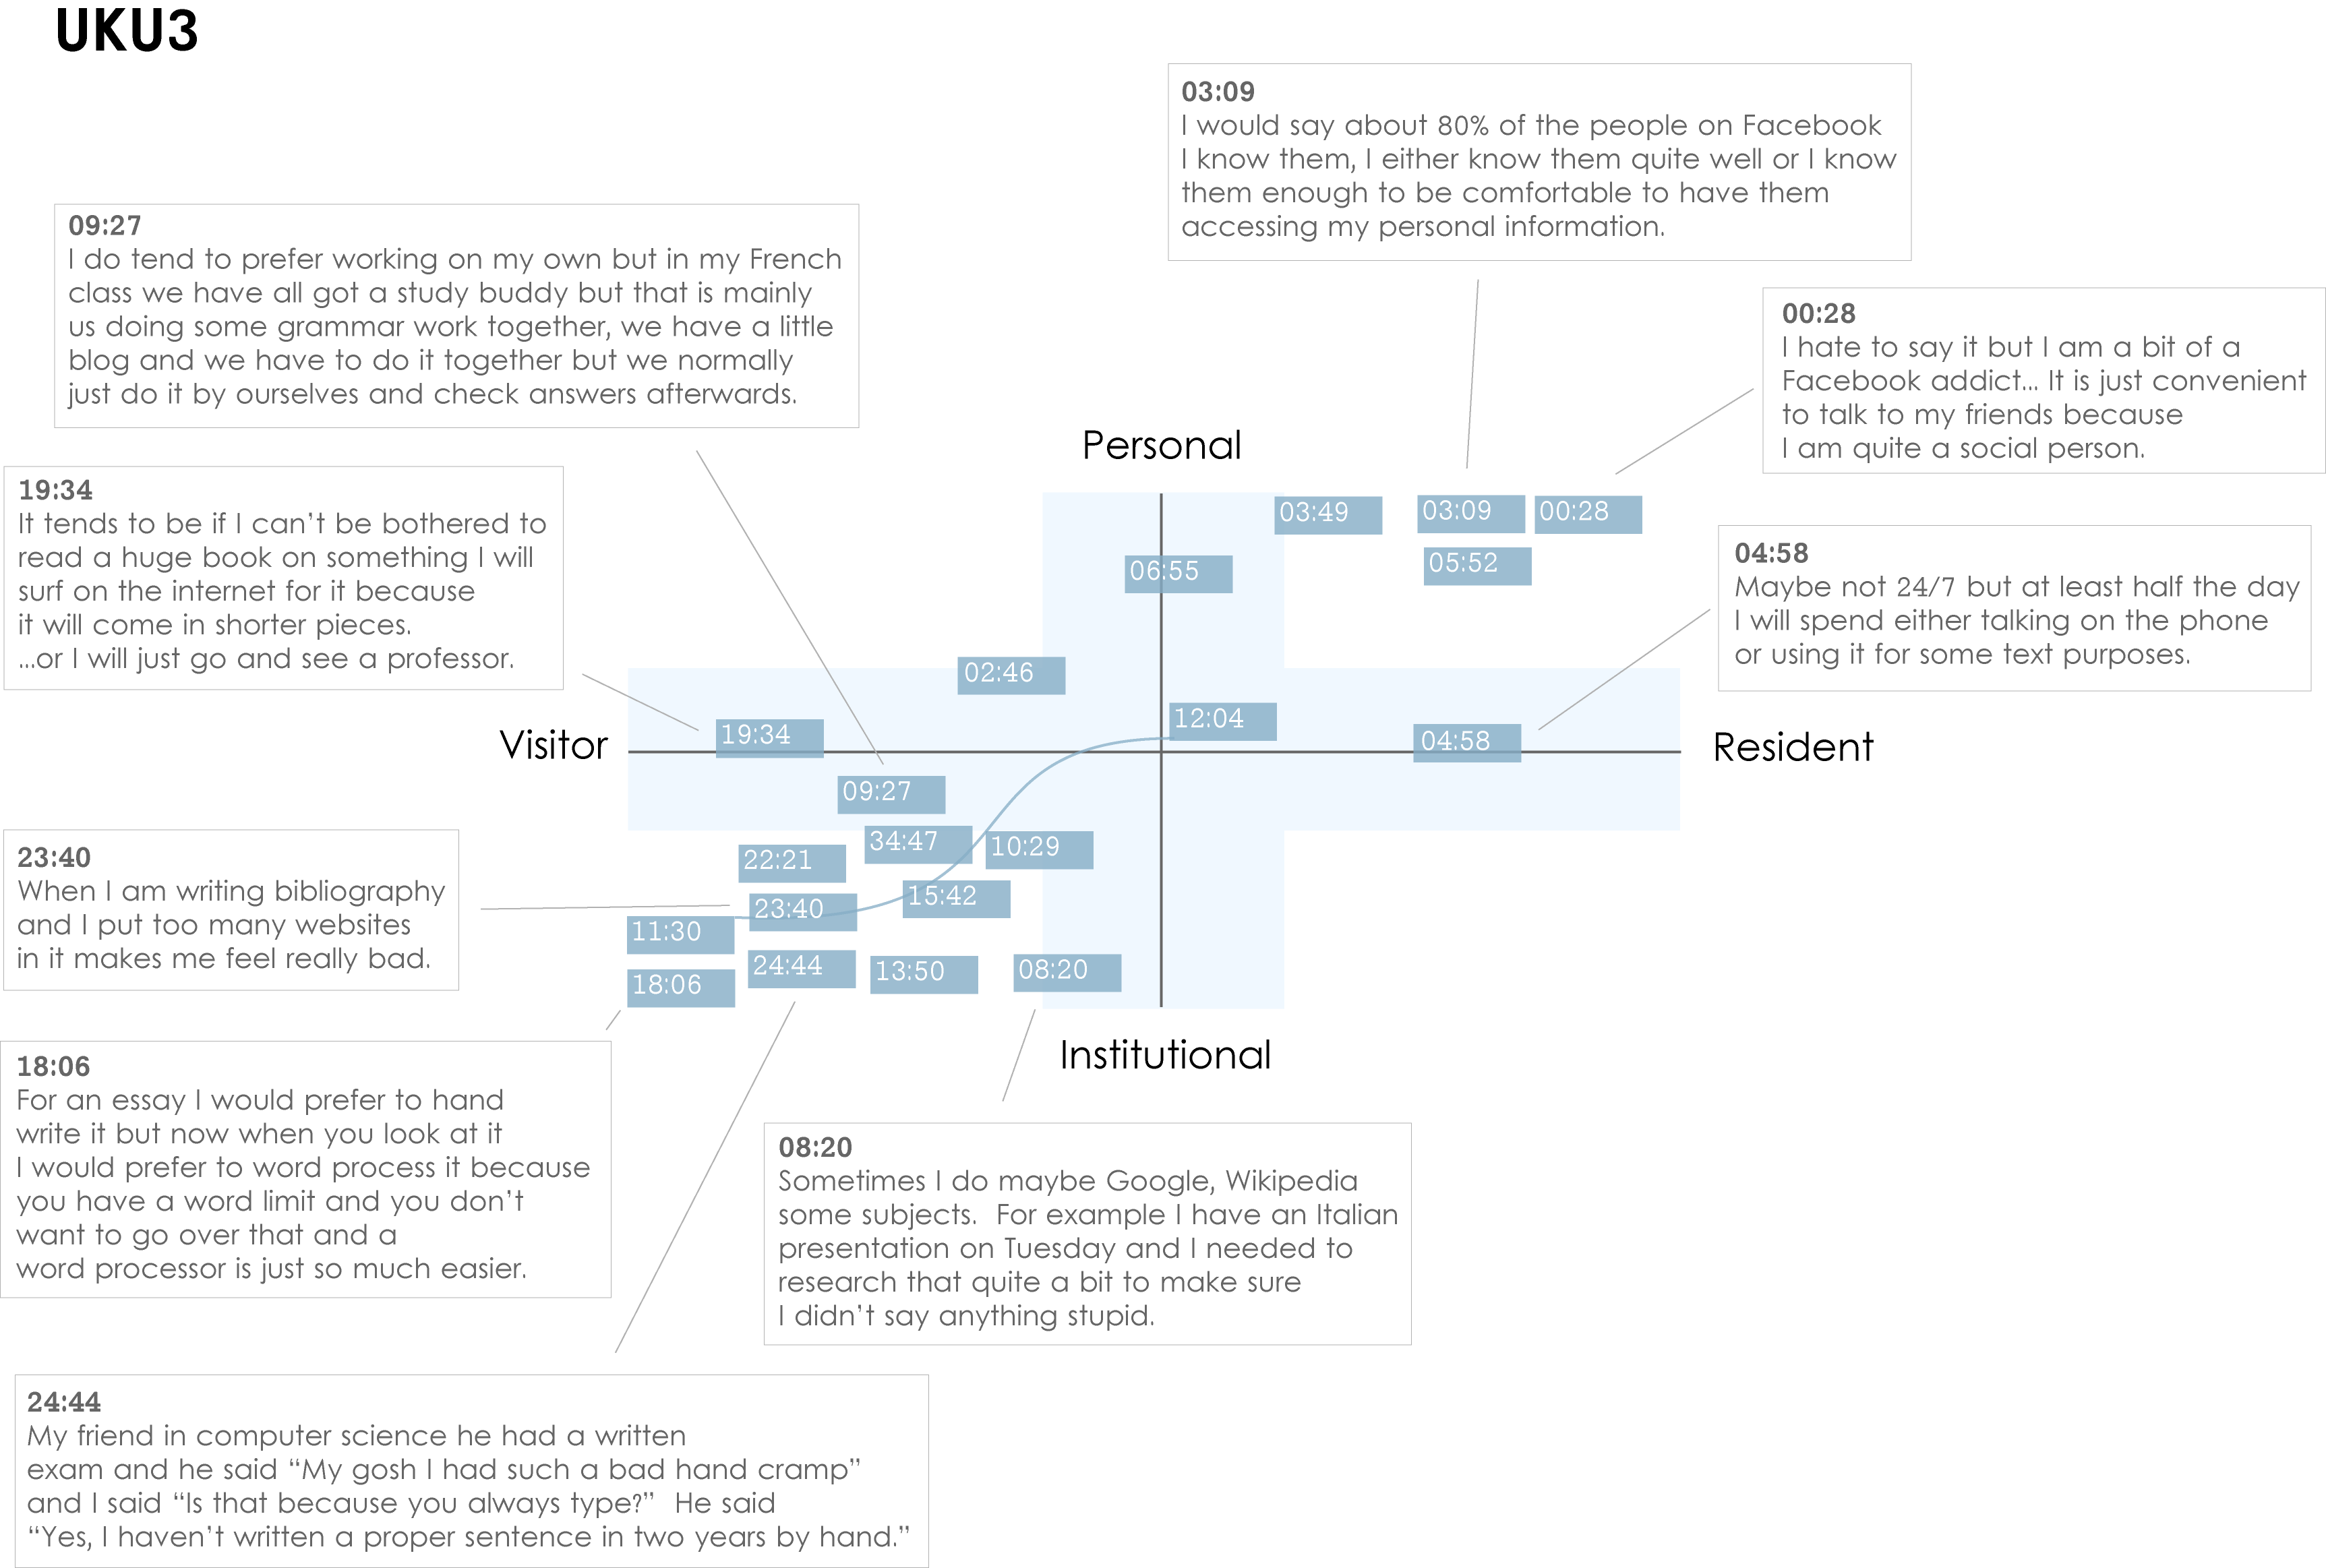 UKU3
03:09
I would say about 80% of the people on Facebook
I know them, I either know them quite well or I know
them enough to be comfortable to have them
accessing my personal information.
09:27
I do tend to prefer working on my own but in my French
class we have all got a study buddy but that is mainly
us doing some grammar work together, we have a little
blog and we have to do it together but we normally
just do it by ourselves and check answers afterwards.
00:28
I hate to say it but I am a bit of a
Facebook addict... It is just convenient
to talk to my friends because
I am quite a social person.
19:34
It tends to be if I can't be bothered to
read a huge book on something I will
surf on the internet for it because
it will come in shorter pieces.
...or I will just go and see a professor.
04:58
Maybe not 24/7 but at least half the day
I will spend either talking on the phone
or using it for some text purposes.
Personal
03:49
03:09
00:28
06:55
05:52
02:46
12:04
Visitor
19:34
04:58
Resident
09:27
34:47
10:29
22:21
15:42
23:40
11:30
24:44
13:50
08:20
18:06
Institutional
23:40
When I am writing bibliography
and I put too many websites
in it makes me feel really bad.
18:06
For an essay I would prefer to hand
write it but now when you look at it
I would prefer to word process it because
you have a word limit and you don't
want to go over that and a
word processor is just so much easier.
08:20
Sometimes I do maybe Google, Wikipedia
some subjects.  For example I have an Italian
presentation on Tuesday and I needed to
research that quite a bit to make sure
I didn't say anything stupid.
24:44
My friend in computer science he had a written
exam and he said “My gosh I had such a bad hand cramp”
and I said “Is that because you always type?”  He said
“Yes, I haven't written a proper sentence in two years by hand.”